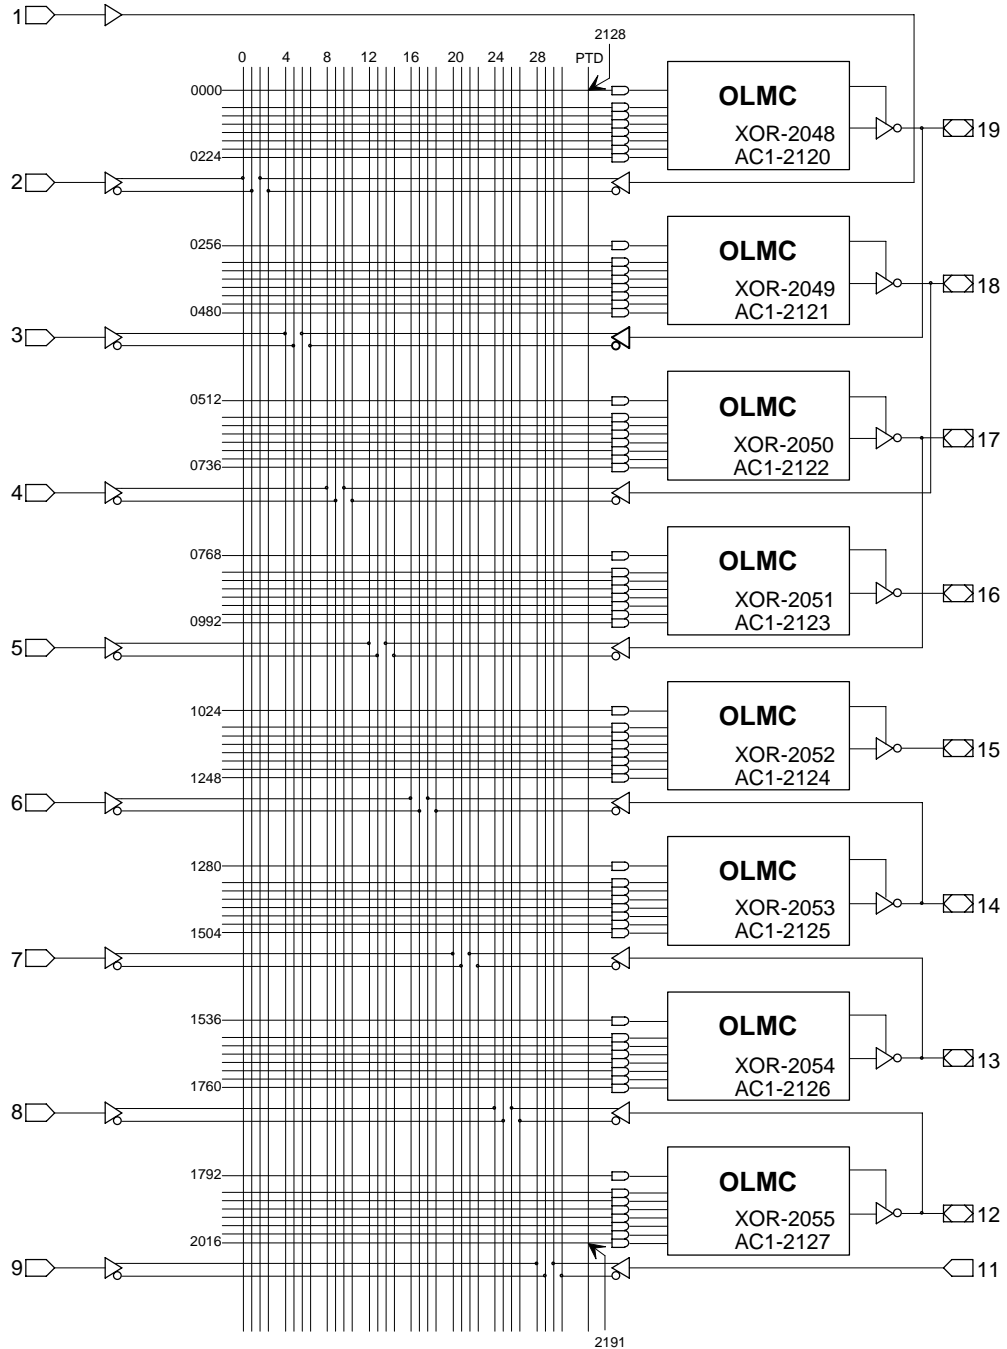 1
2128
0 4 8 12 16 20 24 28 PTD
0000
OLMC
XOR-2048
19
0224
AC1-2120
2
0256
OLMC
XOR-2049
18
0480
AC1-2121
3
0512
OLMC
XOR-2050
17
0736
AC1-2122
4
0768
OLMC
XOR-2051
16
0992
AC1-2123
5
1024
OLMC
XOR-2052
15
1248
AC1-2124
6
1280
OLMC
XOR-2053
14
1504
AC1-2125
7
1536
OLMC
XOR-2054
13
1760
AC1-2126
8
1792
OLMC
XOR-2055
12
2016
AC1-2127
9
11
2191